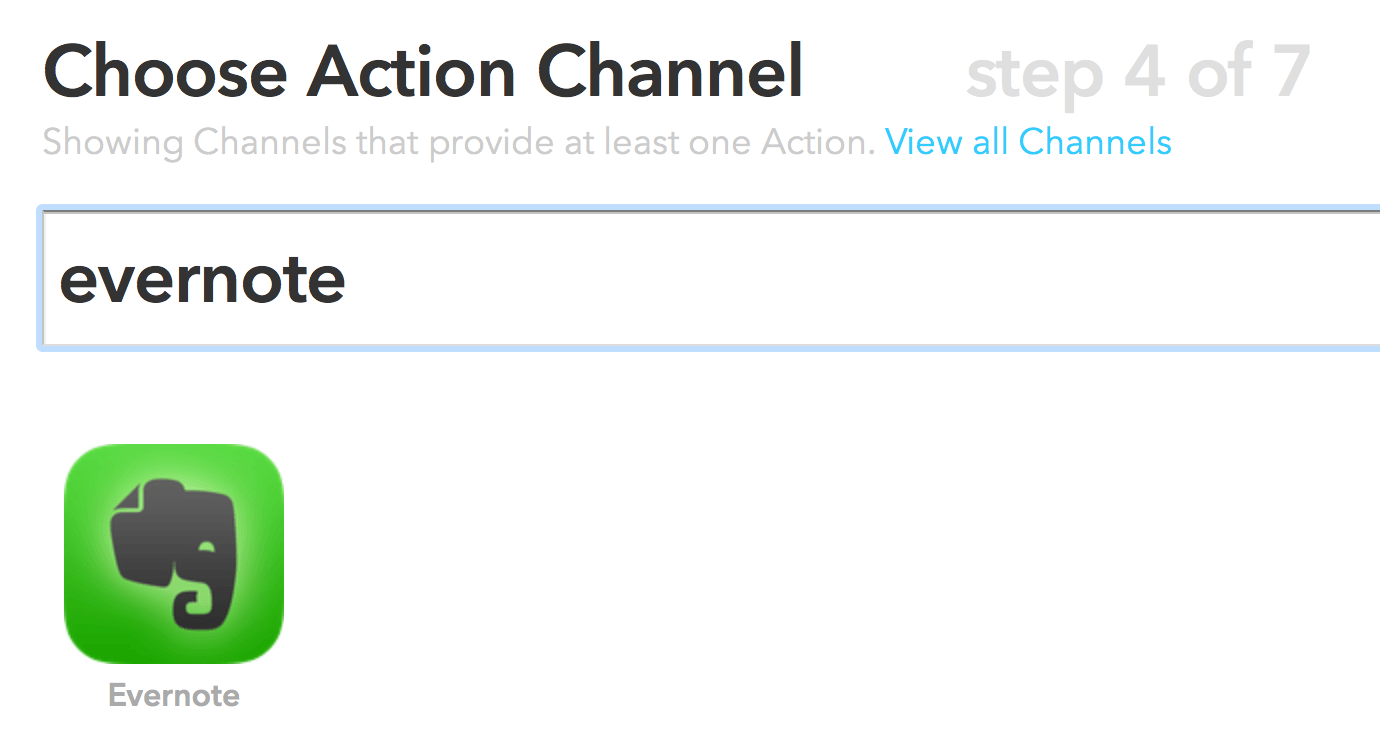 Choose Action Channel step 4 of 7
Showing Channels that provide at least one Action. View all Channels
evernote
Evernote